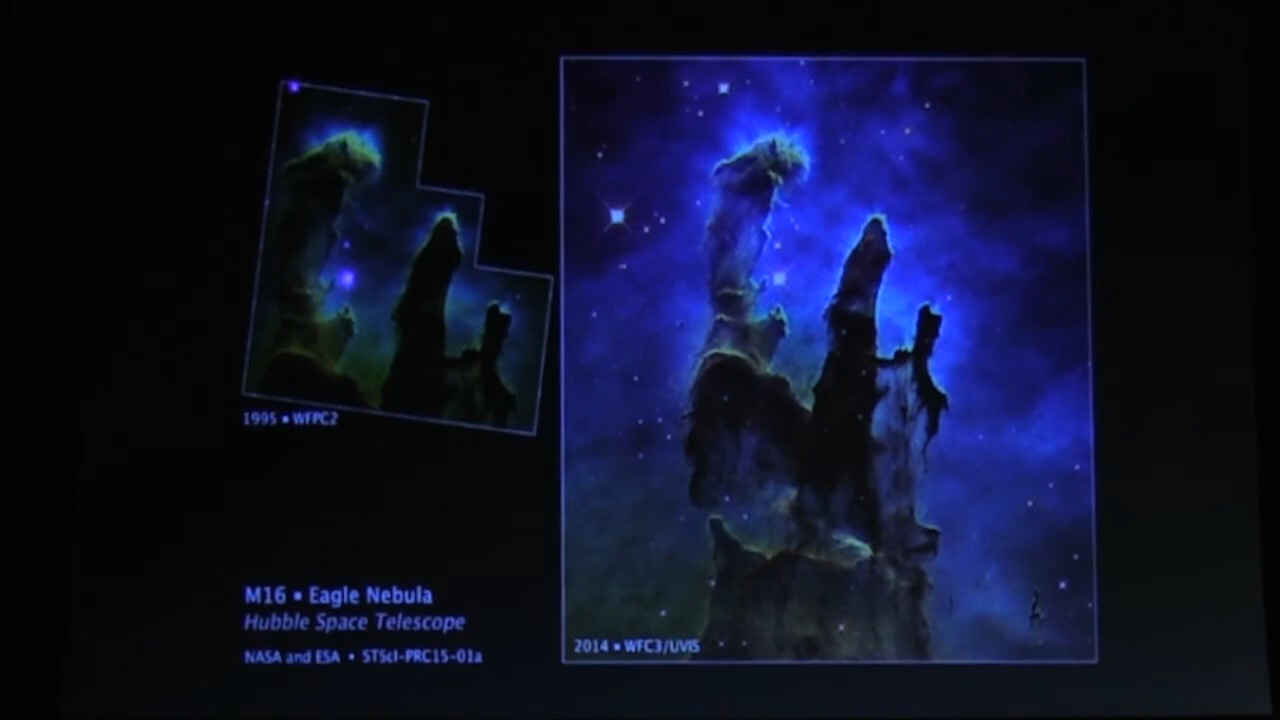 1995 ▪ WFPC2
M16 ▪ Eagle Nebula
Hubble Space Telescope
NASA and ESA ▪ STScI-PRC15-01a
2014 ▪ WFC3/UVIS